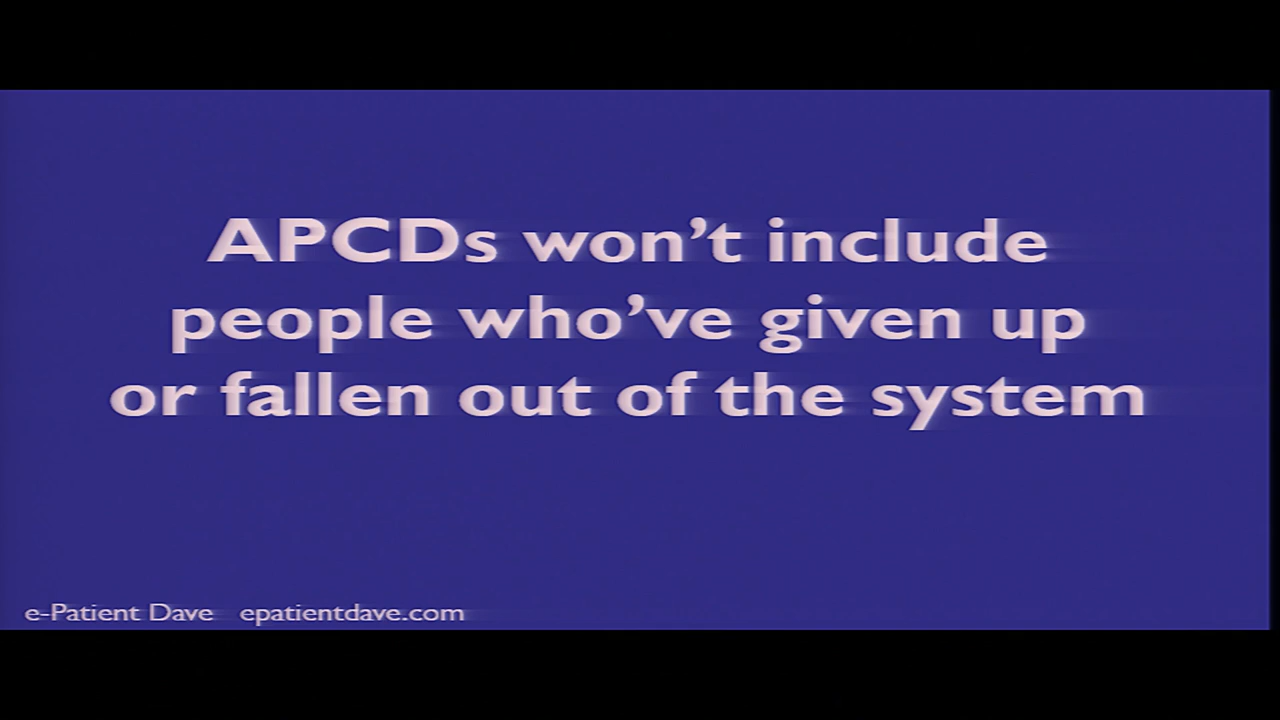 APCDs won’t include
people who’ve given up
or fallen out of the system
e-Patient Dave epatientdave.com